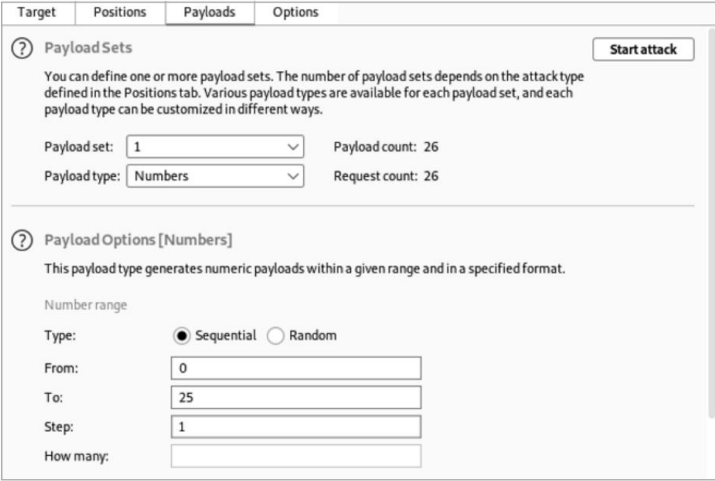 Target Positions Payloads Options
Payload Sets Start attack
You can define one or more payload sets. The number of payload sets depends on the attack type
defined in the Positions tab. Various payload types are available for each payload set, and each
payload type can be customized in different ways.
Payload set: 1 Payload count: 26
Payload type: Numbers Request count: 26
Payload Options [Numbers]
This payload type generates numeric payloads within a given range and in a specified format.
Number range
Type: Sequential Random
From: 0
To: 25
Step: 1
How many: